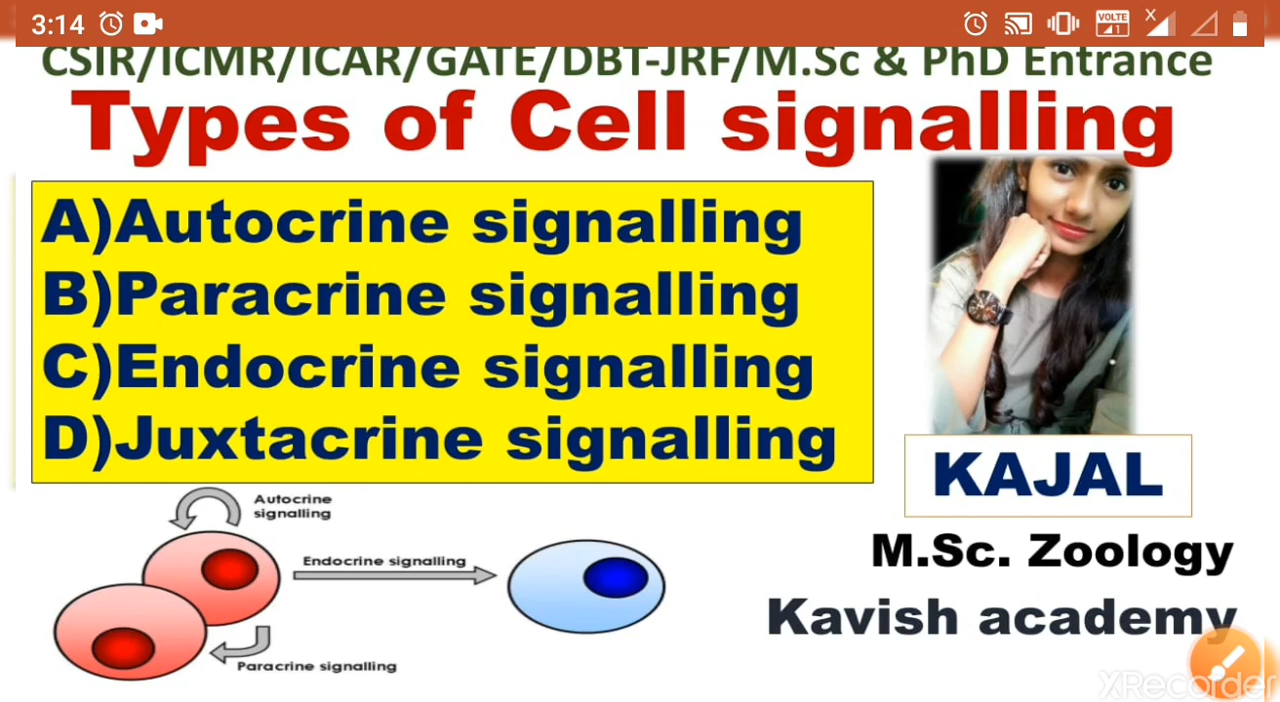 3:14
VOLTE
1
X
CSIR/ICMR/ICAR/GATE/DBT-JRF/M.Sc & PhD Entrance
Types of Cell signalling
A)Autocrine signalling
B)Paracrine signalling
C)Endocrine signalling
D)Juxtacrine signalling
KAJAL
M.Sc. Zoology
Kavish academy
Autocrine
signalling
Endocrine signalling
Paracrine signalling
XRecorder